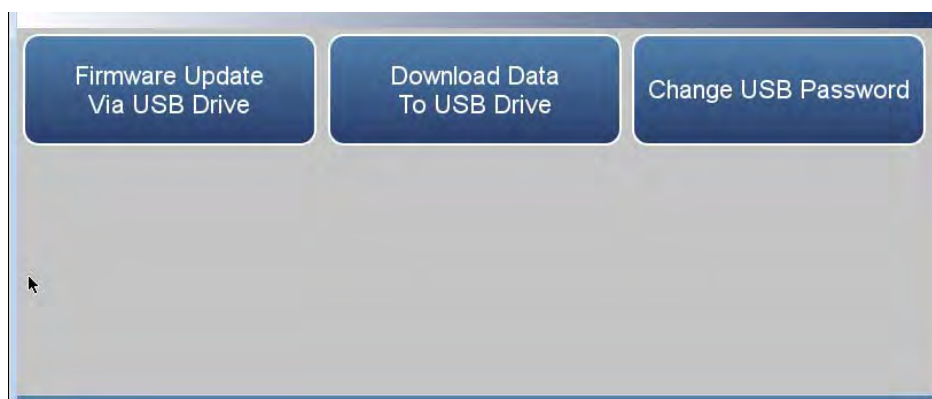 Firmware Update
Via USB Drive
Download Data
To USB Drive
Change USB Password